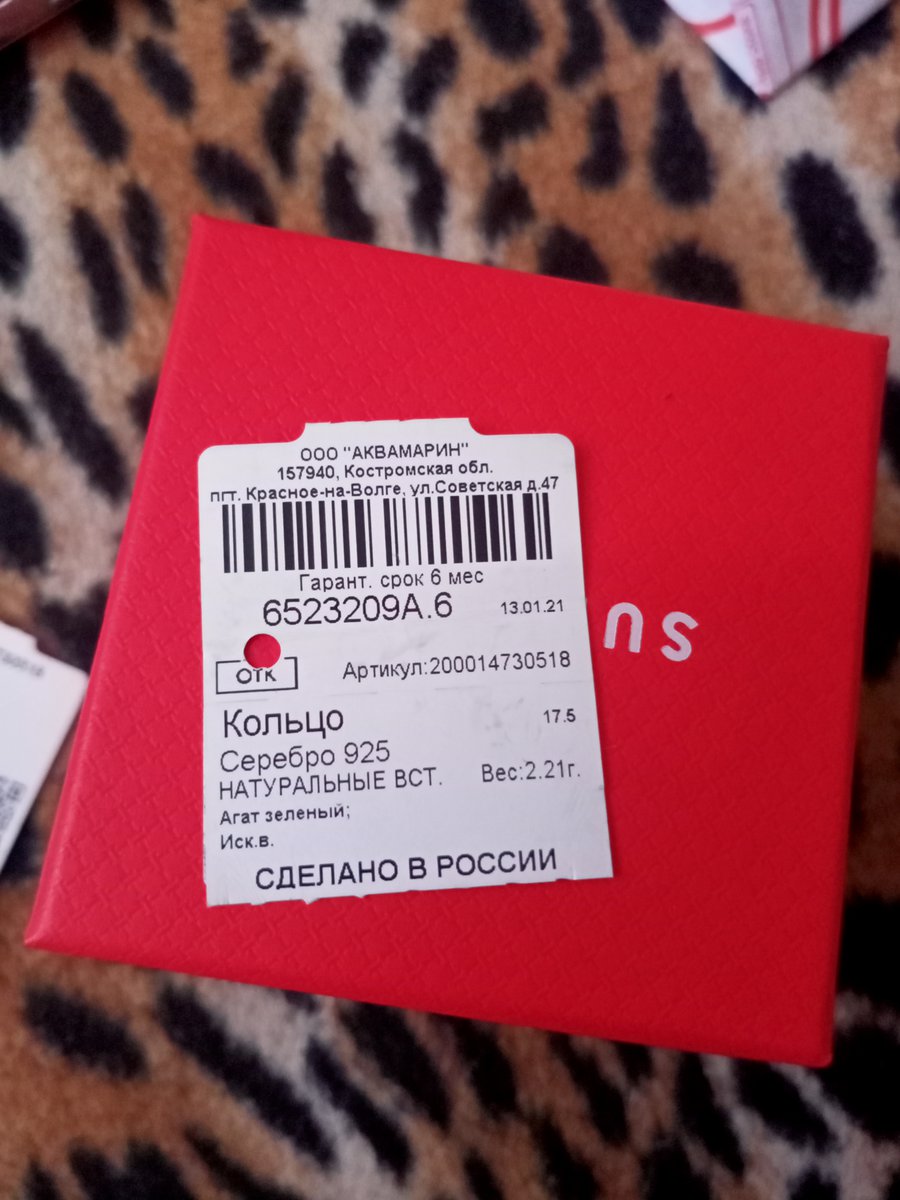 ООО "АКВАМАРИН"
157940, Костромская обл.
пгт. Красное-на-Волге, ул.Советская д.47
Гарант. срок 6 мес
6523209А.6 13.01.21
ОТК Артикул:200014730518
Кольцо 17.5
Серебро 925
НАТУРАЛЬНЫЕ ВСТ. Вес:2.21г.
Агат зеленый;
Иск.в.
СДЕЛАНО В РОССИИ
ns